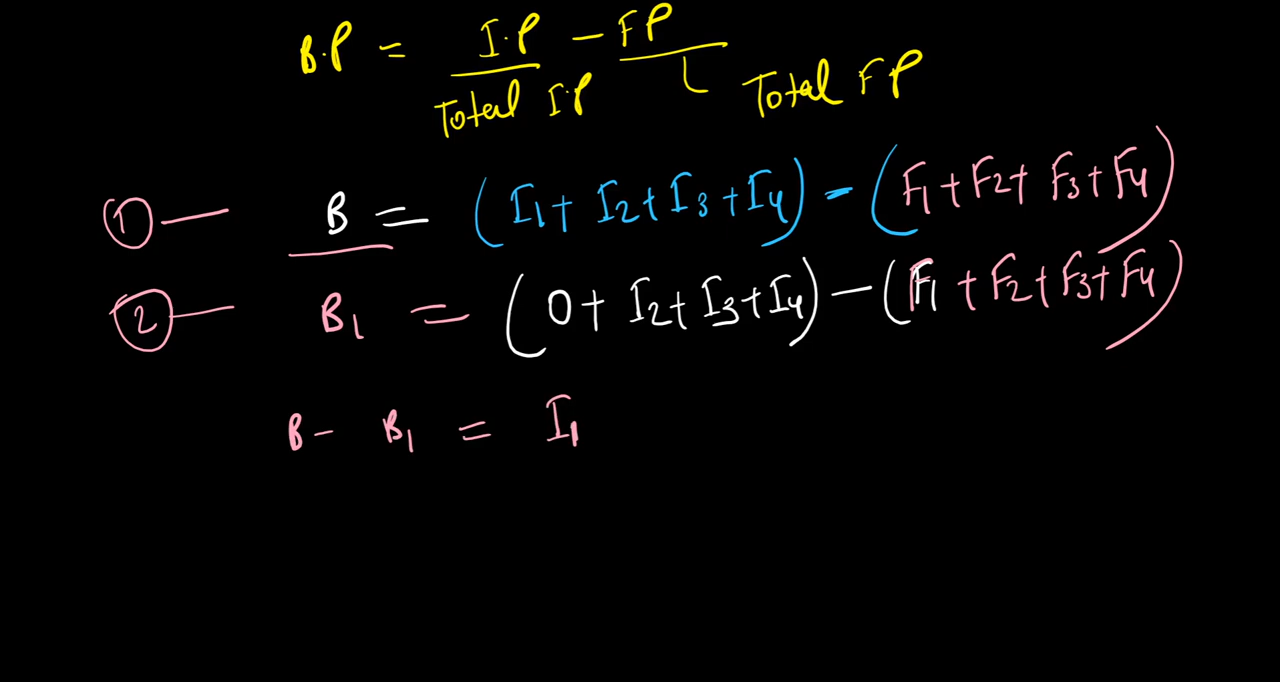 B.P = I.P - FP
Total I.P Total FP
① — B = (I1 + I2 + I3 + I4) - (F1 + F2 + F3 + F4)
② — B1 = (0 + I2 + I3 + I4) - (F1 + F2 + F3 + F4)
B - B1 = I1